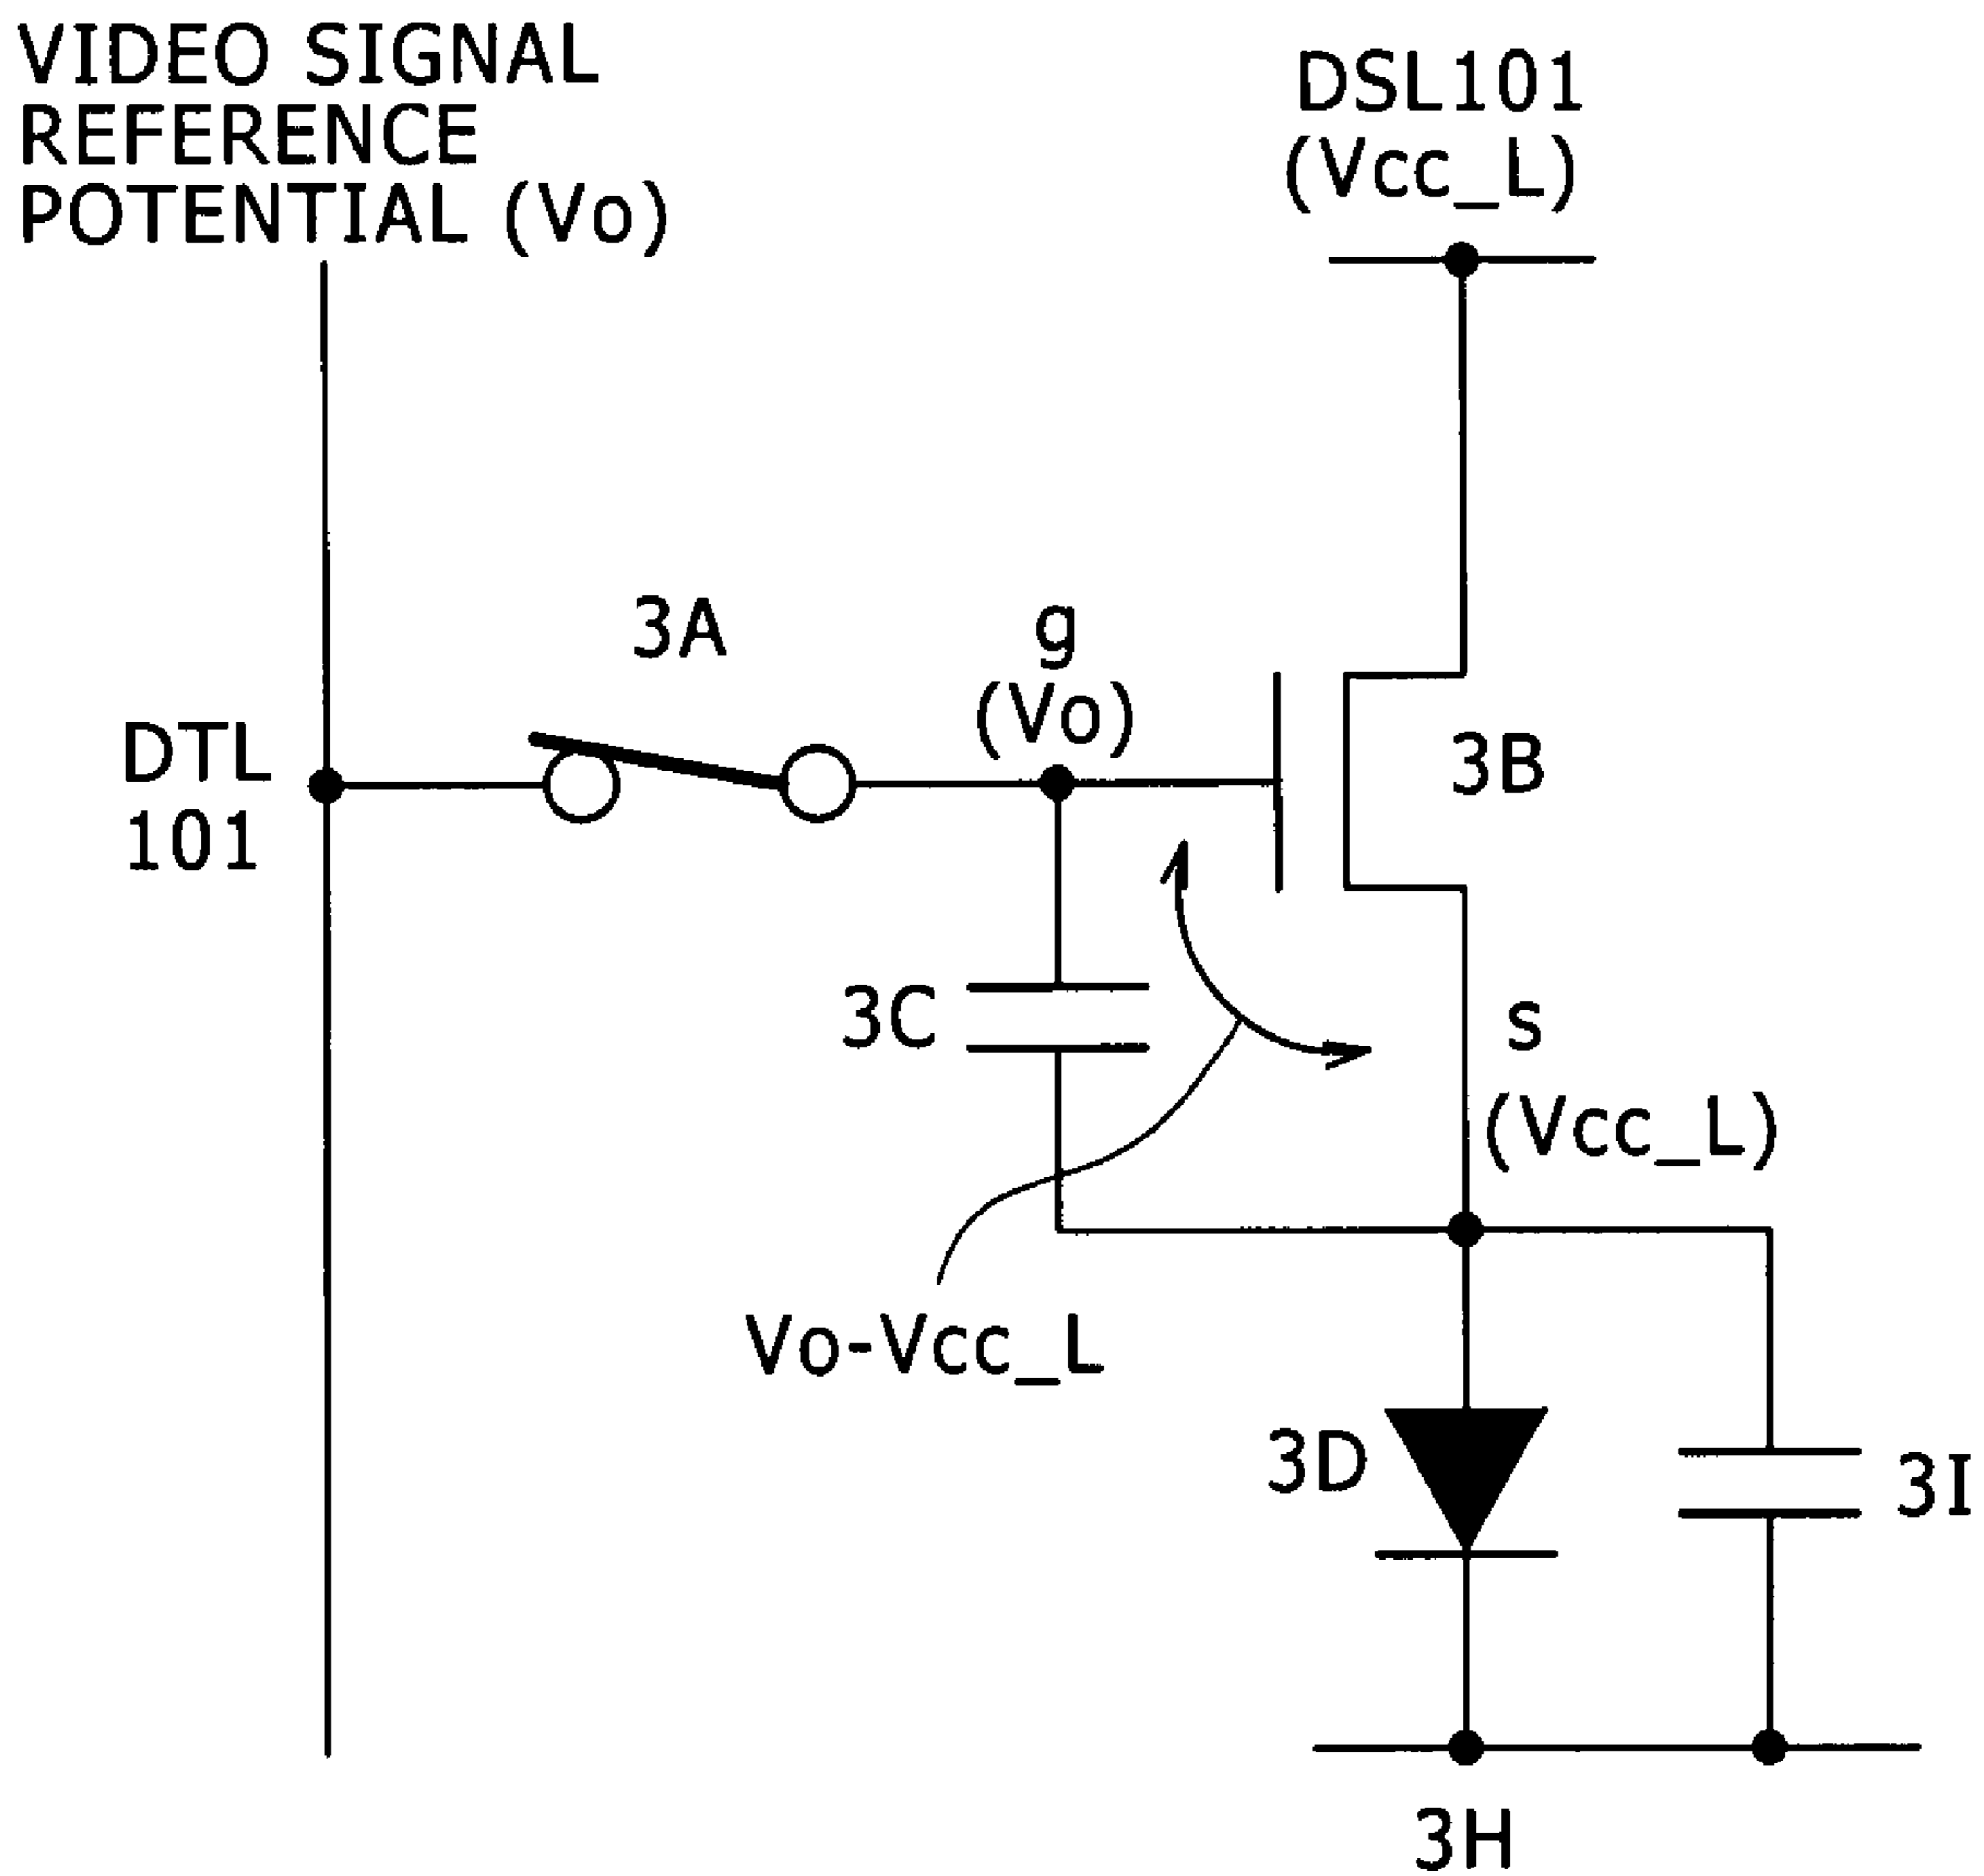 VIDEO SIGNAL
REFERENCE
POTENTIAL (Vo)
DSL101
(Vcc_L)
3A
g
(Vo)
DTL
101
3B
3C
s
(Vcc_L)
Vo-Vcc_L
3D
3I
3H